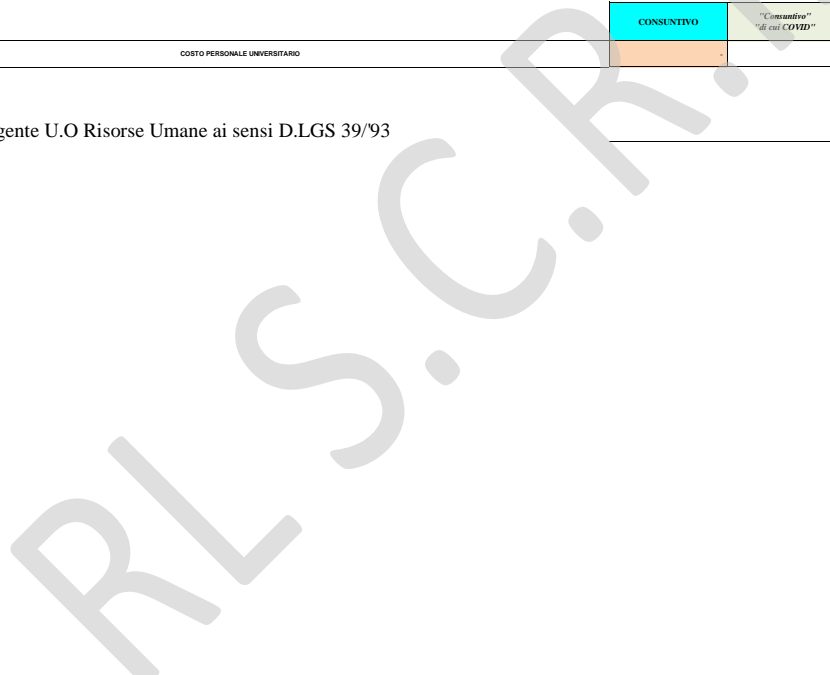 CONSUNTIVO
"Consuntivo"
"di cui COVID"
COSTO PERSONALE UNIVERSITARIO
-
gente U.O Risorse Umane ai sensi D.LGS 39/'93
RL S.C.R.